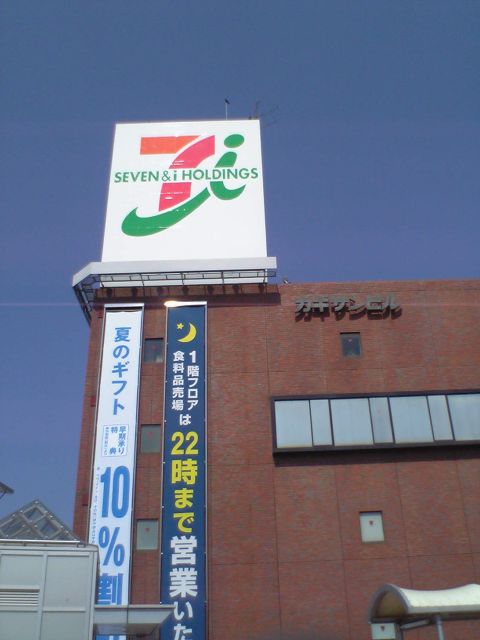 SEVEN & i HOLDINGS
カキヤンビル
夏のギフト
早期承り
特典
10%割
1階フロア
食料品売場は
22時まで
営業いた